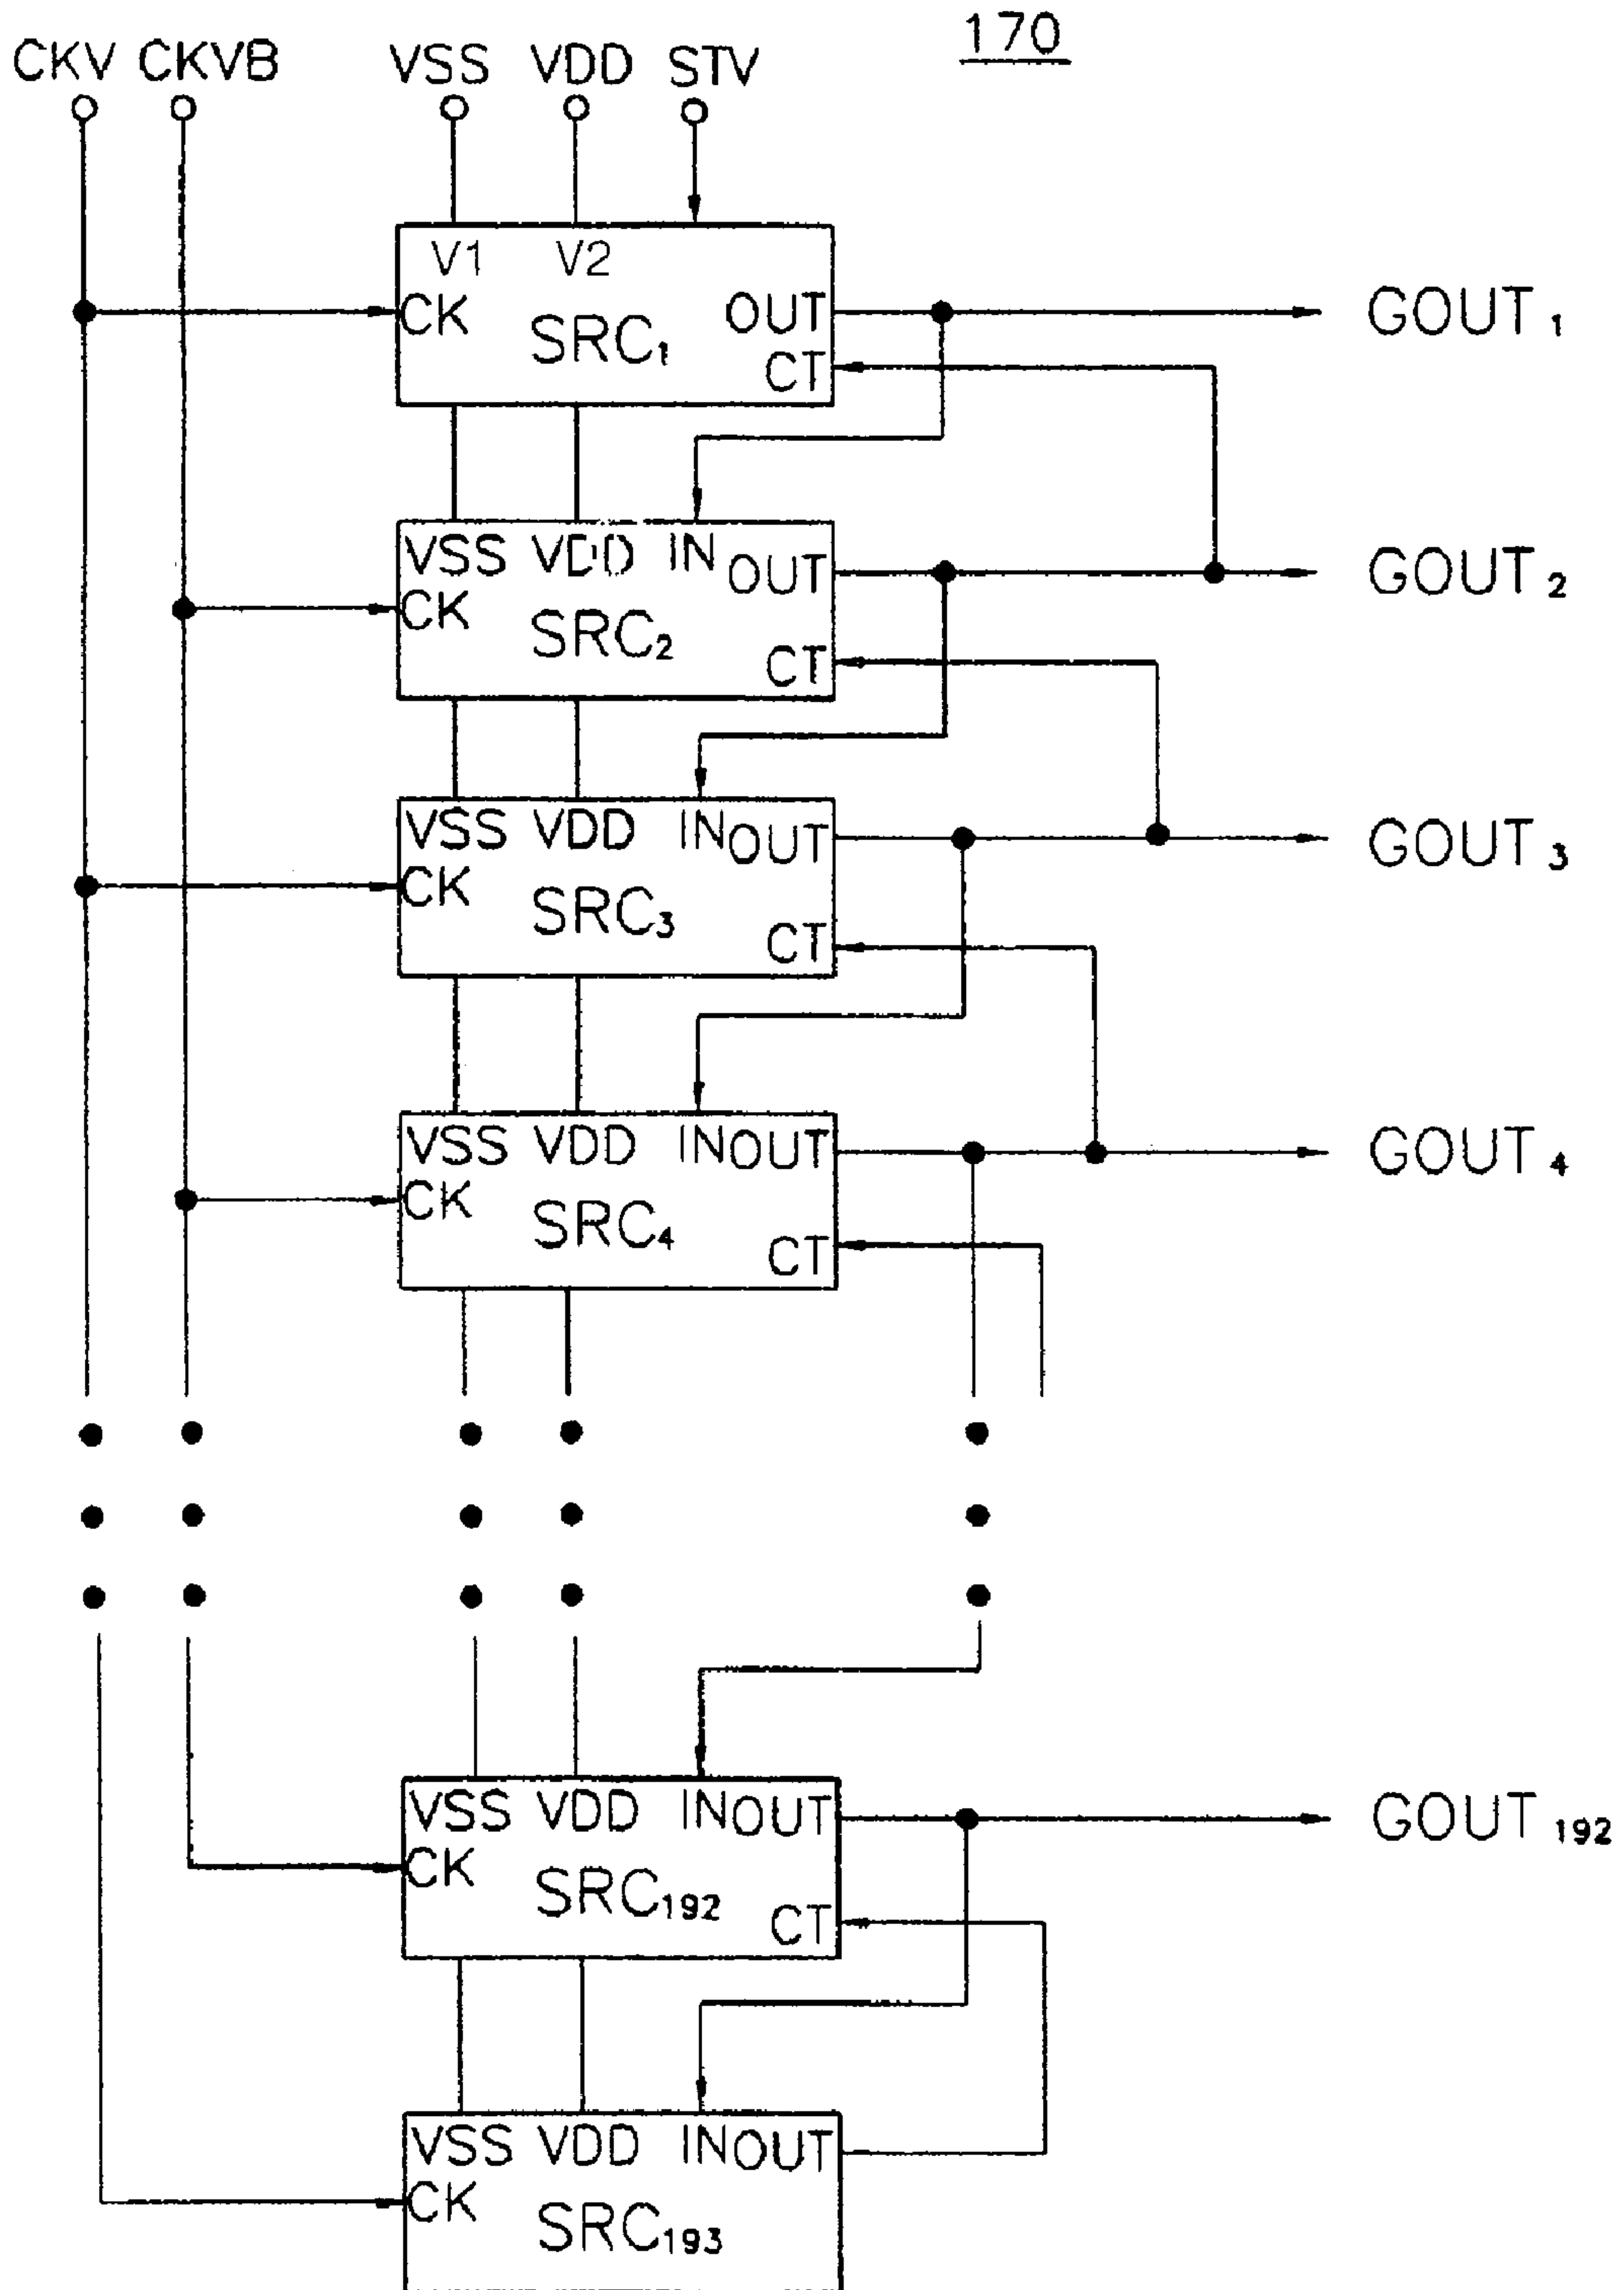 170
CKV CKVB VSS VDD STV
V1 V2
CK OUT GOUT₁
SRC₁
CT
VSS VDD IN OUT GOUT₂
CK
SRC₂
CT
VSS VDD IN OUT GOUT₃
CK
SRC₃
CT
VSS VDD IN OUT GOUT₄
CK
SRC₄
CT
VSS VDD IN OUT GOUT₁₉₂
CK
SRC₁₉₂
CT
VSS VDD IN OUT
CK
SRC₁₉₃